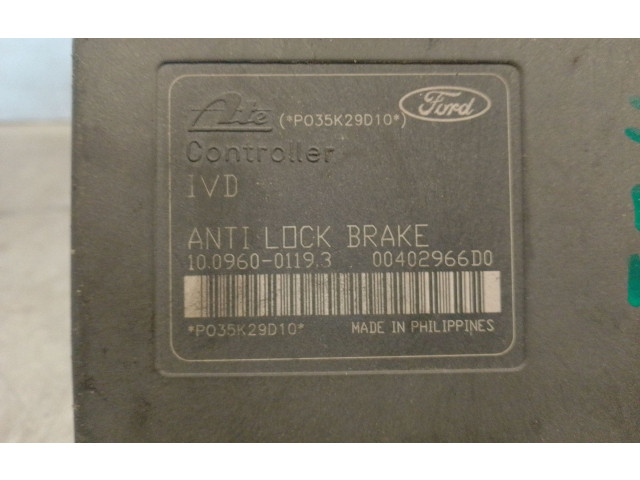 Ate (*P035K29D10*) Ford
Controller
IVD
ANTI LOCK BRAKE
10.0960-0119.3 00402966D0
*P035K29D10* MADE IN PHILIPPINES